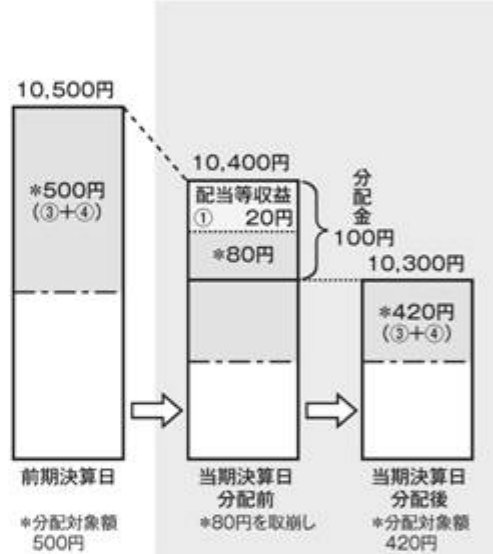 10,500円
*500円
(③+④)
10,400円
配当等収益
① 20円
*80円
分配金
100円
10,300円
*420円
(③+④)
前期決算日
当期決算日
分配前
当期決算日
分配後
*分配対象額
500円
*80円を取崩し
*分配対象額
420円